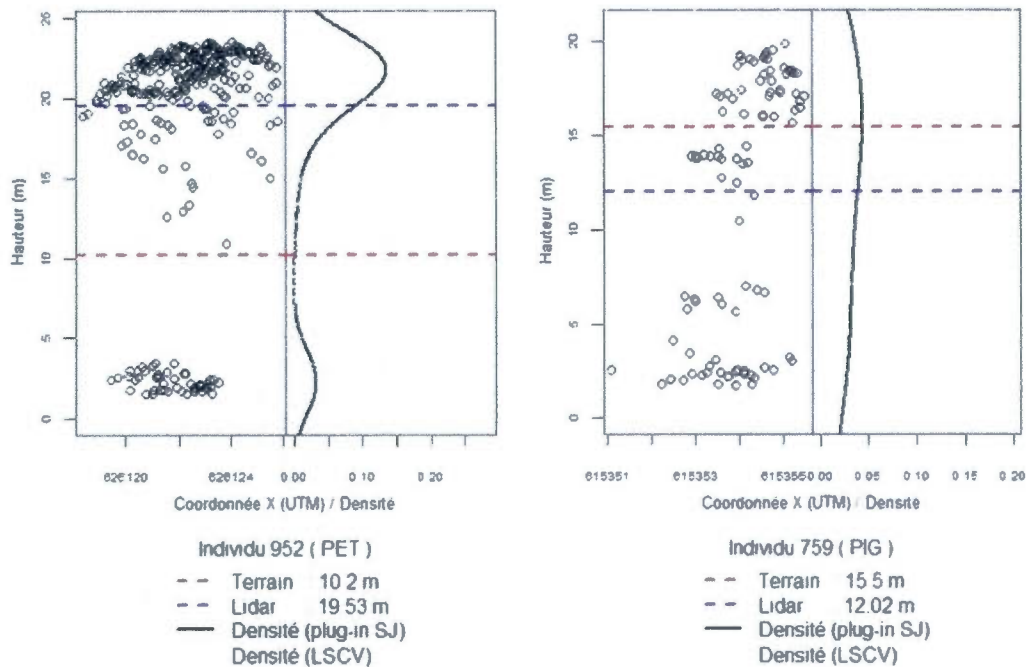 Hauteur (m)
25
20
15
10
5
0
626120 626124 0 00 0 10 0 20
Coordonnée X (UTM) / Densité
Individu 952 ( PET )
Terrain 10 2 m
Lidar 19 53 m
Densité (plug-in SJ)
Densité (LSCV)
Hauteur (m)
20
15
10
5
0
615351 615353 6153550 00 0 05 0 10 0 15 0 20
Coordonnée X (UTM) / Densité
Individu 759 ( PIG )
Terrain 15 5 m
Lidar 12.02 m
Densité (plug-in SJ)
Densité (LSCV)